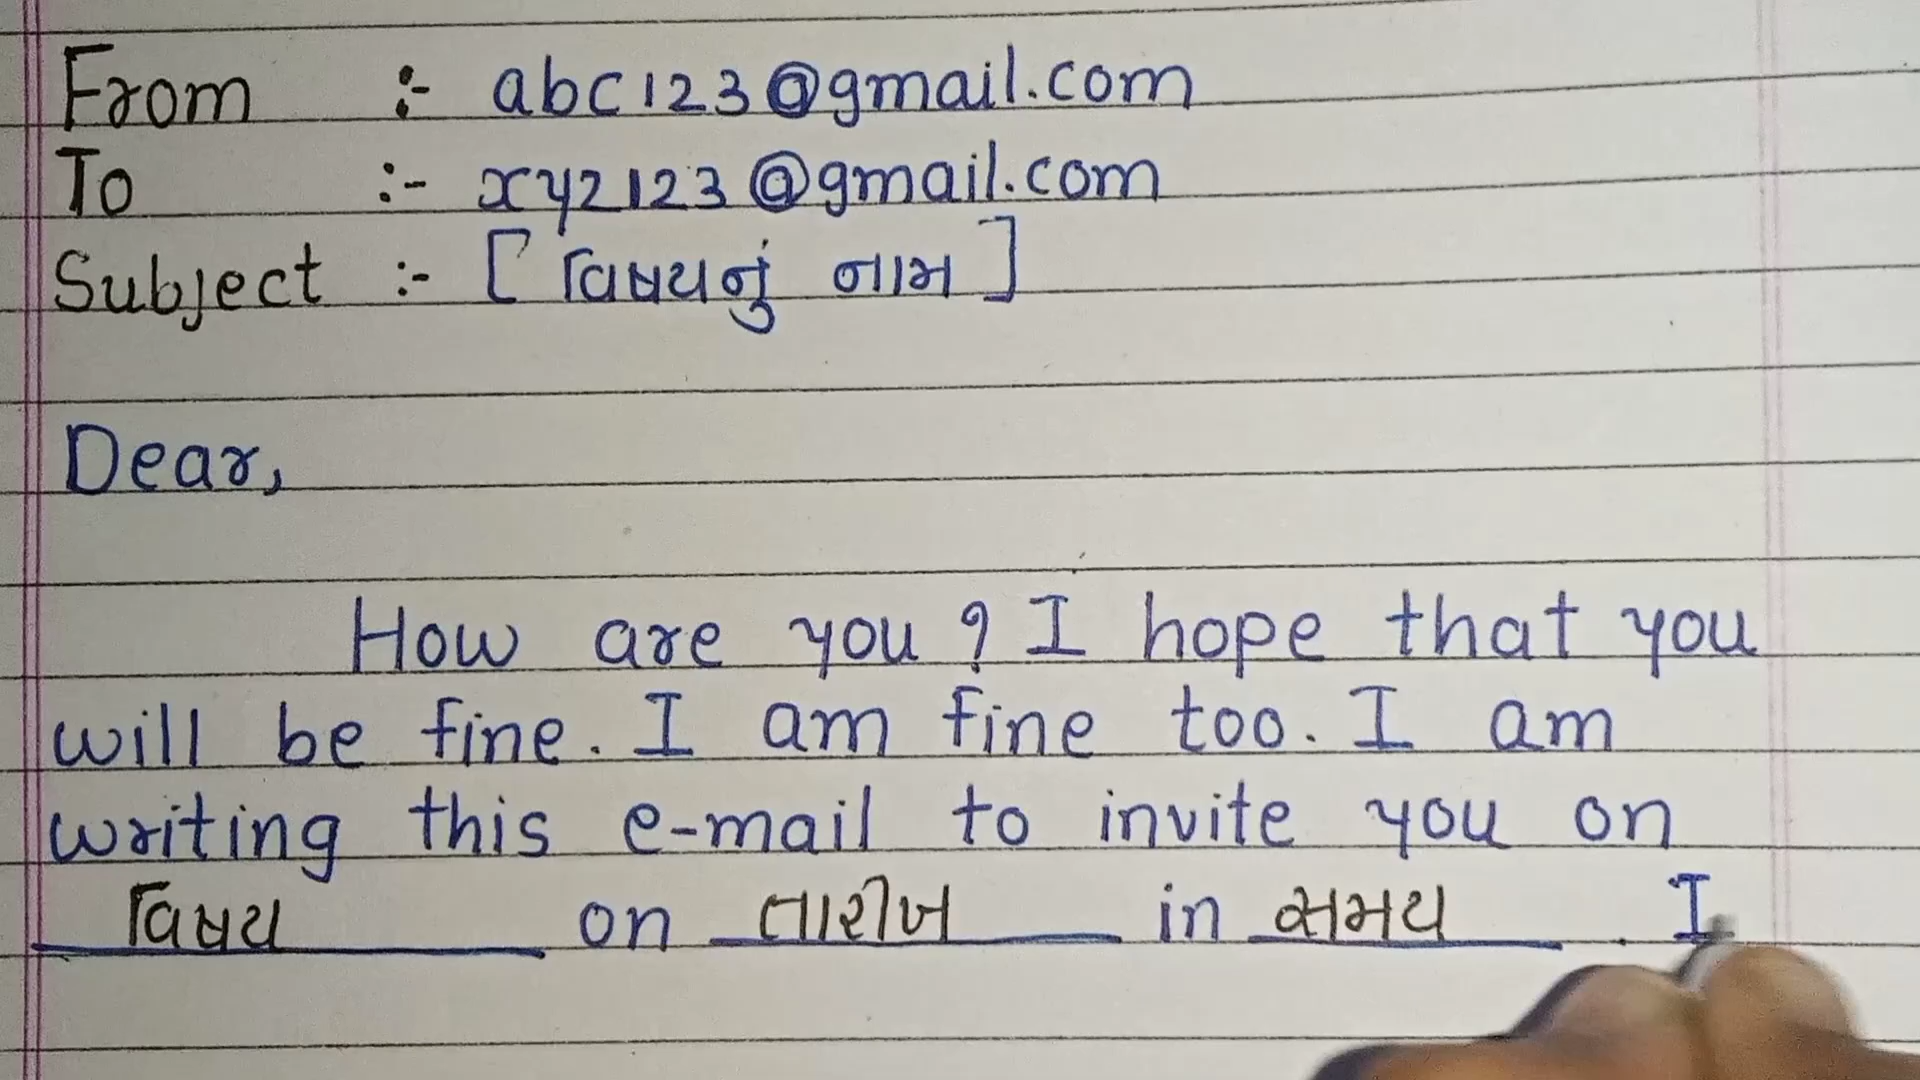 From :- abc123@gmail.com
To :- xyz123@gmail.com
Subject :- [ વિષયનું નામ ]
Dear,
How are you? I hope that you
will be fine. I am fine too. I am
writing this e-mail to invite you on
વિષય on તારીખ in સમય . I